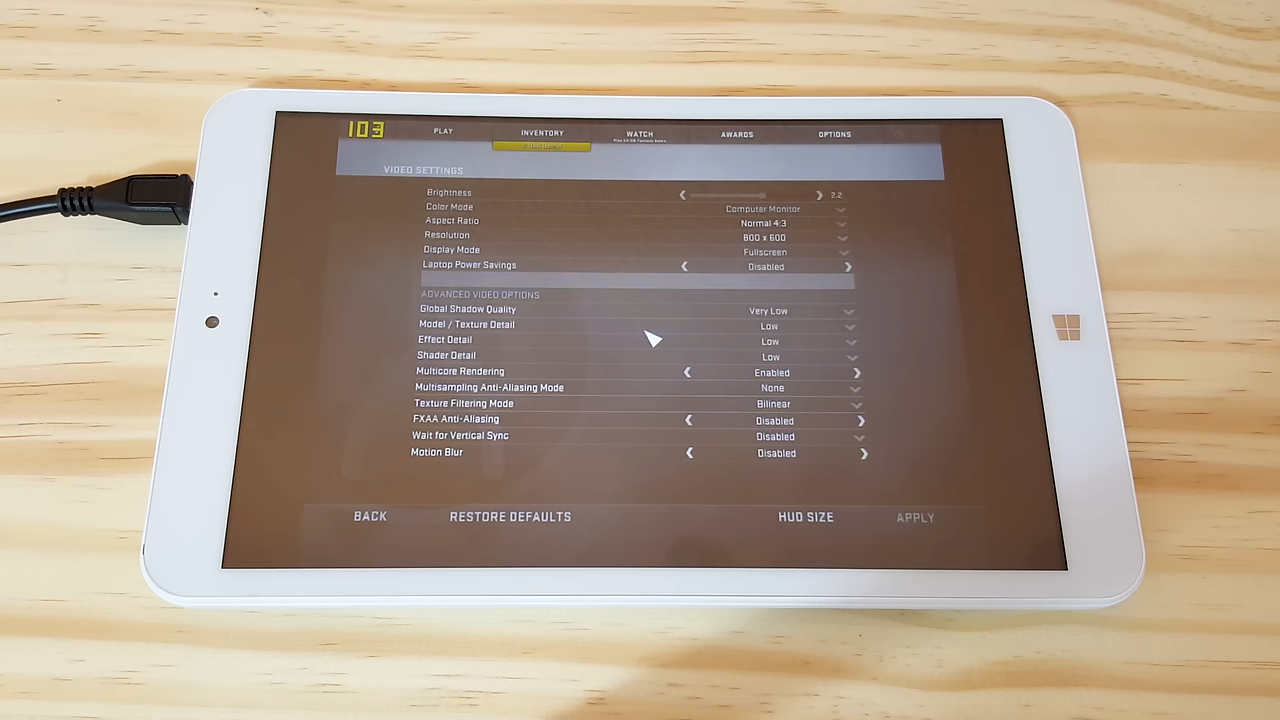 103 PLAY INVENTORY WATCH AWARDS OPTIONS
VIDEO SETTINGS
Brightness 2.2
Color Mode Computer Monitor
Aspect Ratio Normal 4:3
Resolution 800 x 600
Display Mode Fullscreen
Laptop Power Savings Disabled
ADVANCED VIDEO OPTIONS
Global Shadow Quality Very Low
Model / Texture Detail Low
Effect Detail Low
Shader Detail Low
Multicore Rendering Enabled
Multisampling Anti-Aliasing Mode None
Texture Filtering Mode Bilinear
FXAA Anti-Aliasing Disabled
Wait for Vertical Sync Disabled
Motion Blur Disabled
BACK RESTORE DEFAULTS HUD SIZE APPLY